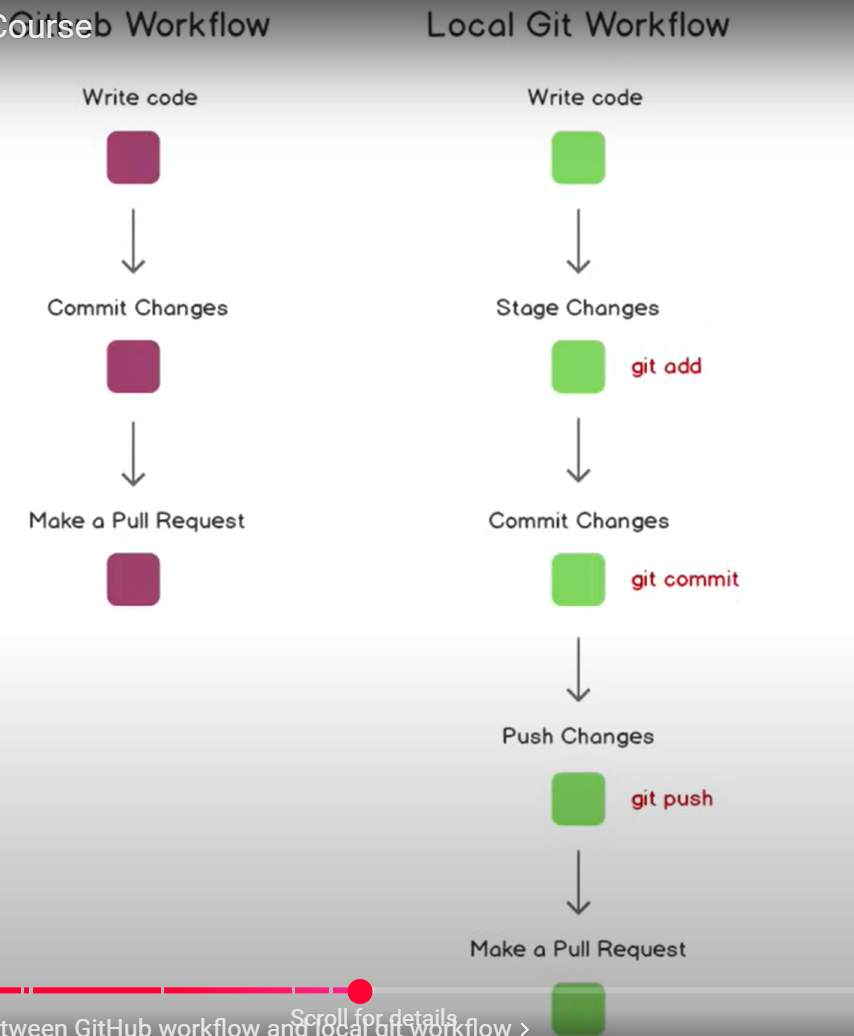 Course
Github Workflow
Local Git Workflow
Write code
Write code
Commit Changes
Stage Changes
git add
Make a Pull Request
Commit Changes
git commit
Push Changes
git push
Make a Pull Request
Scroll for details
tween GitHub workflow and local git workflow >